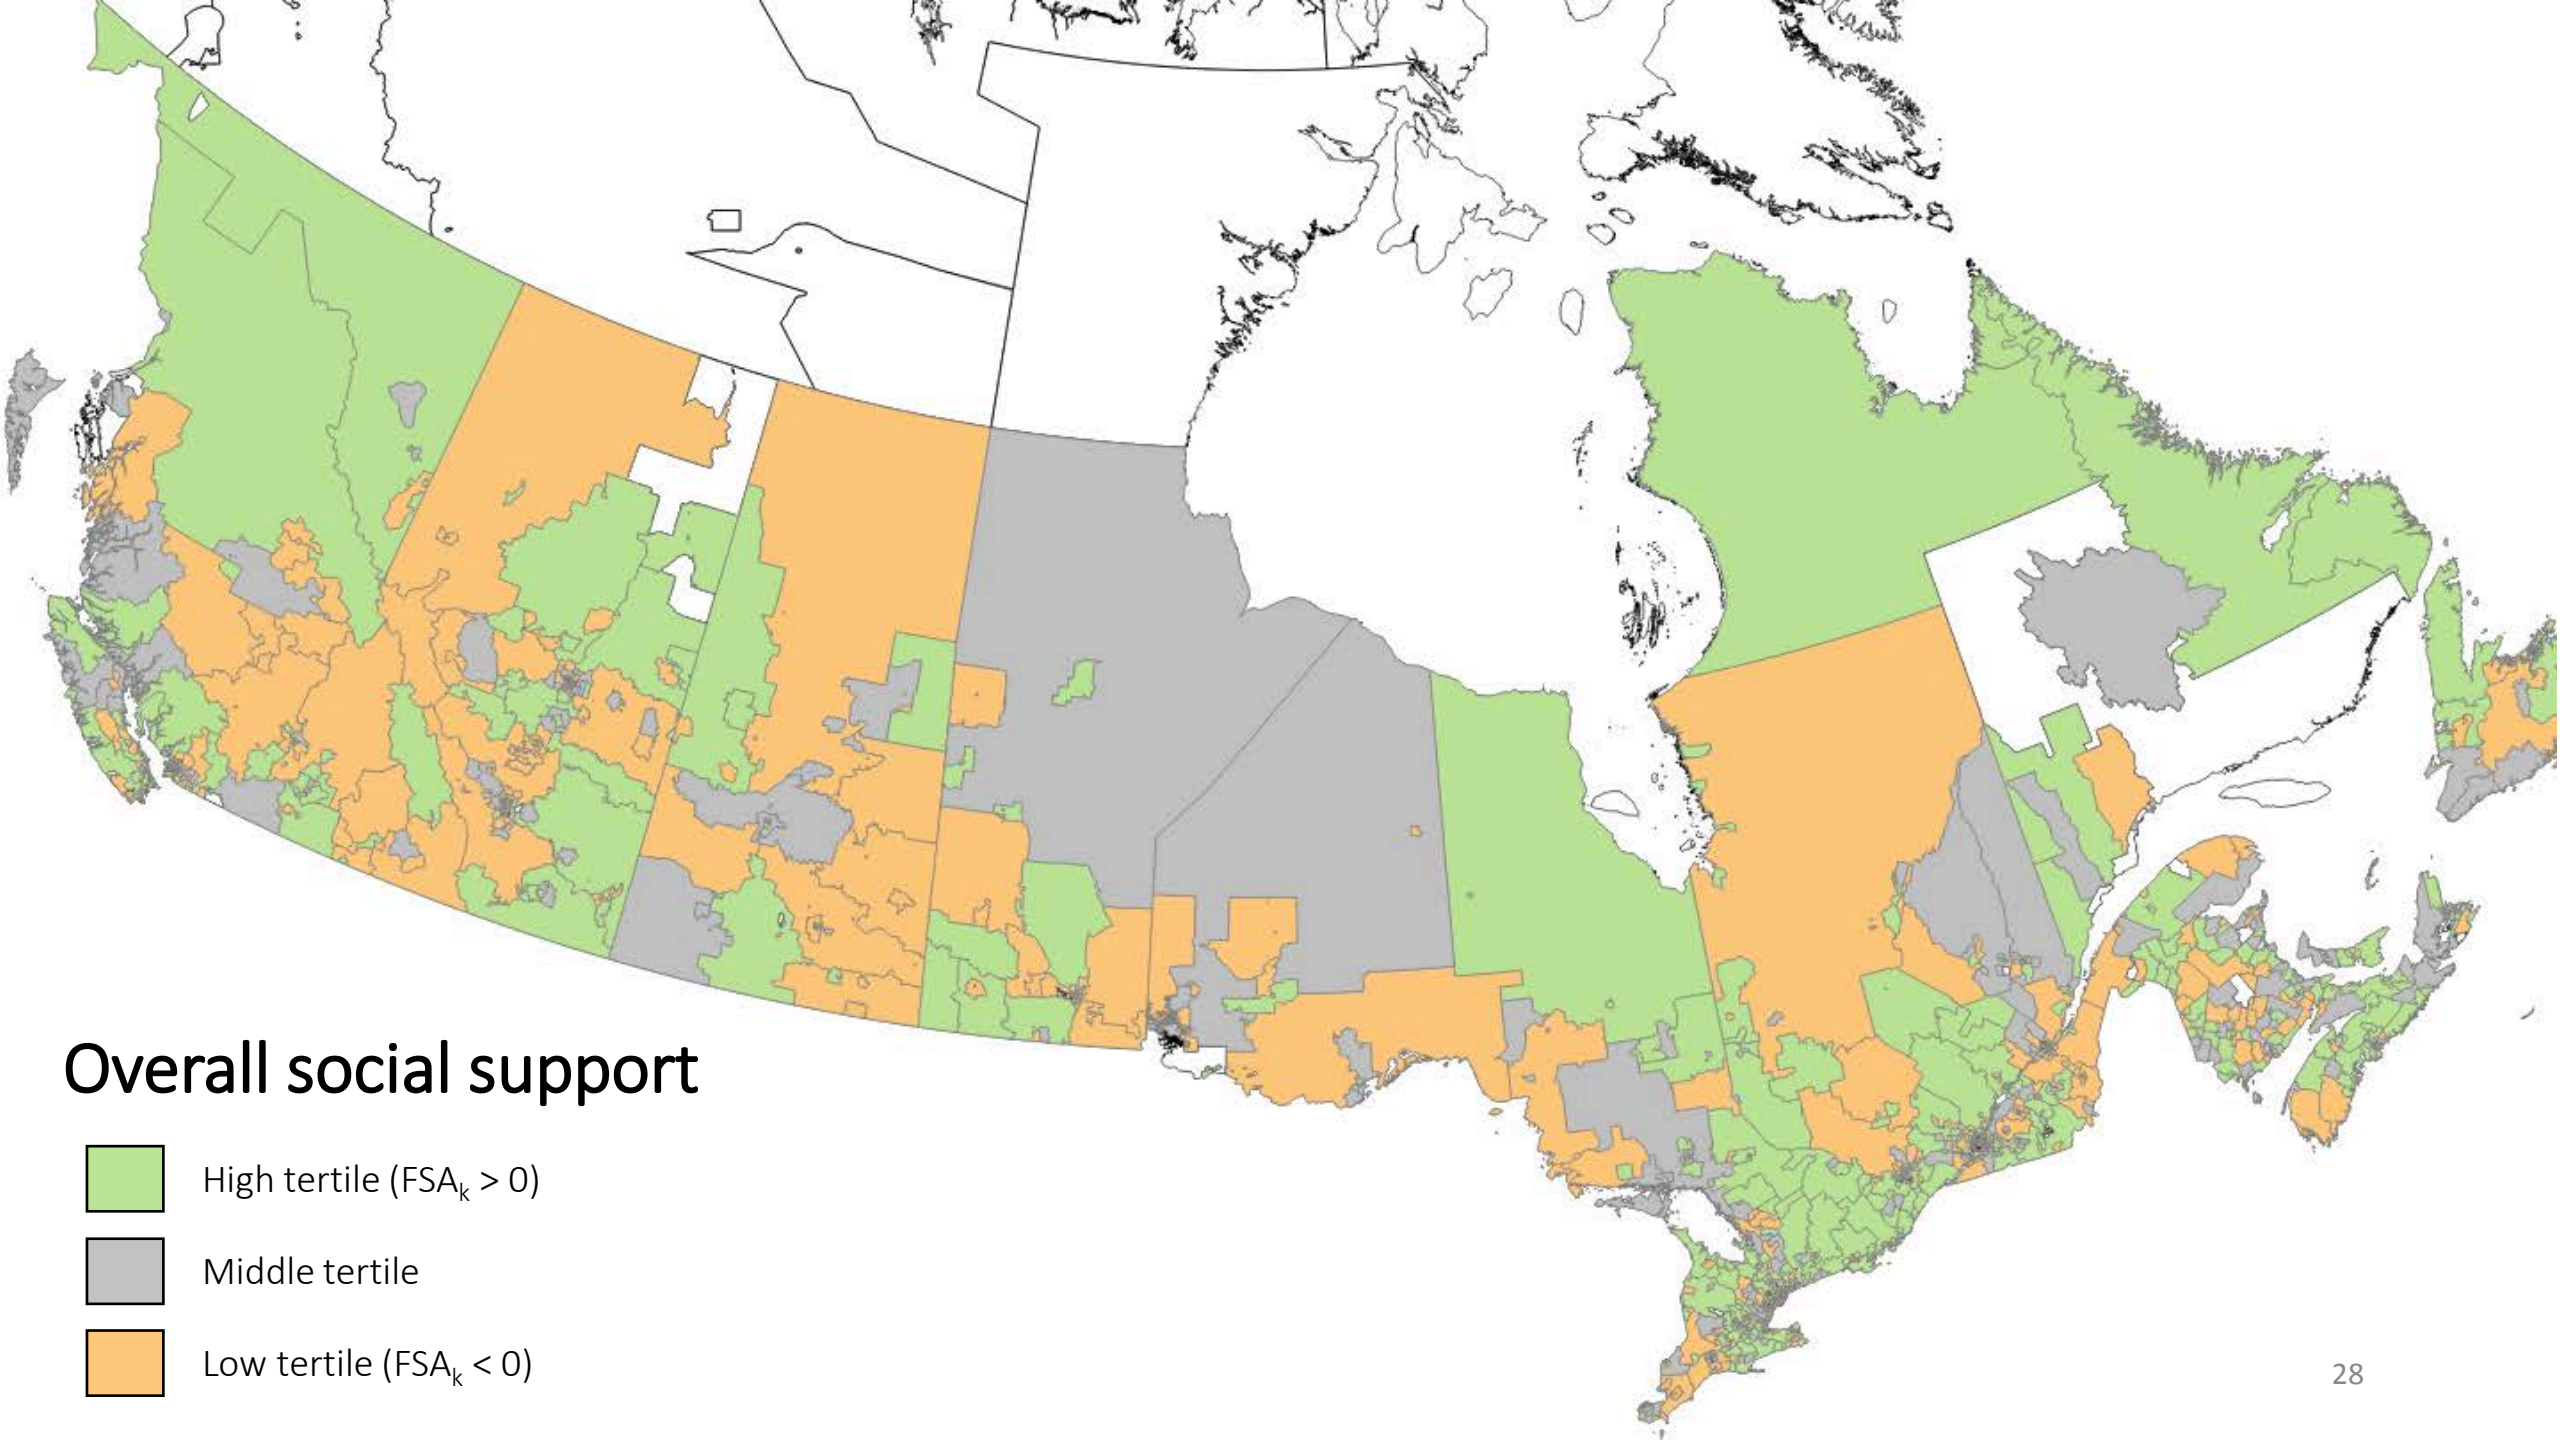 Overall social support
High tertile (FSAk > 0)
Middle tertile
Low tertile (FSAk < 0)
28